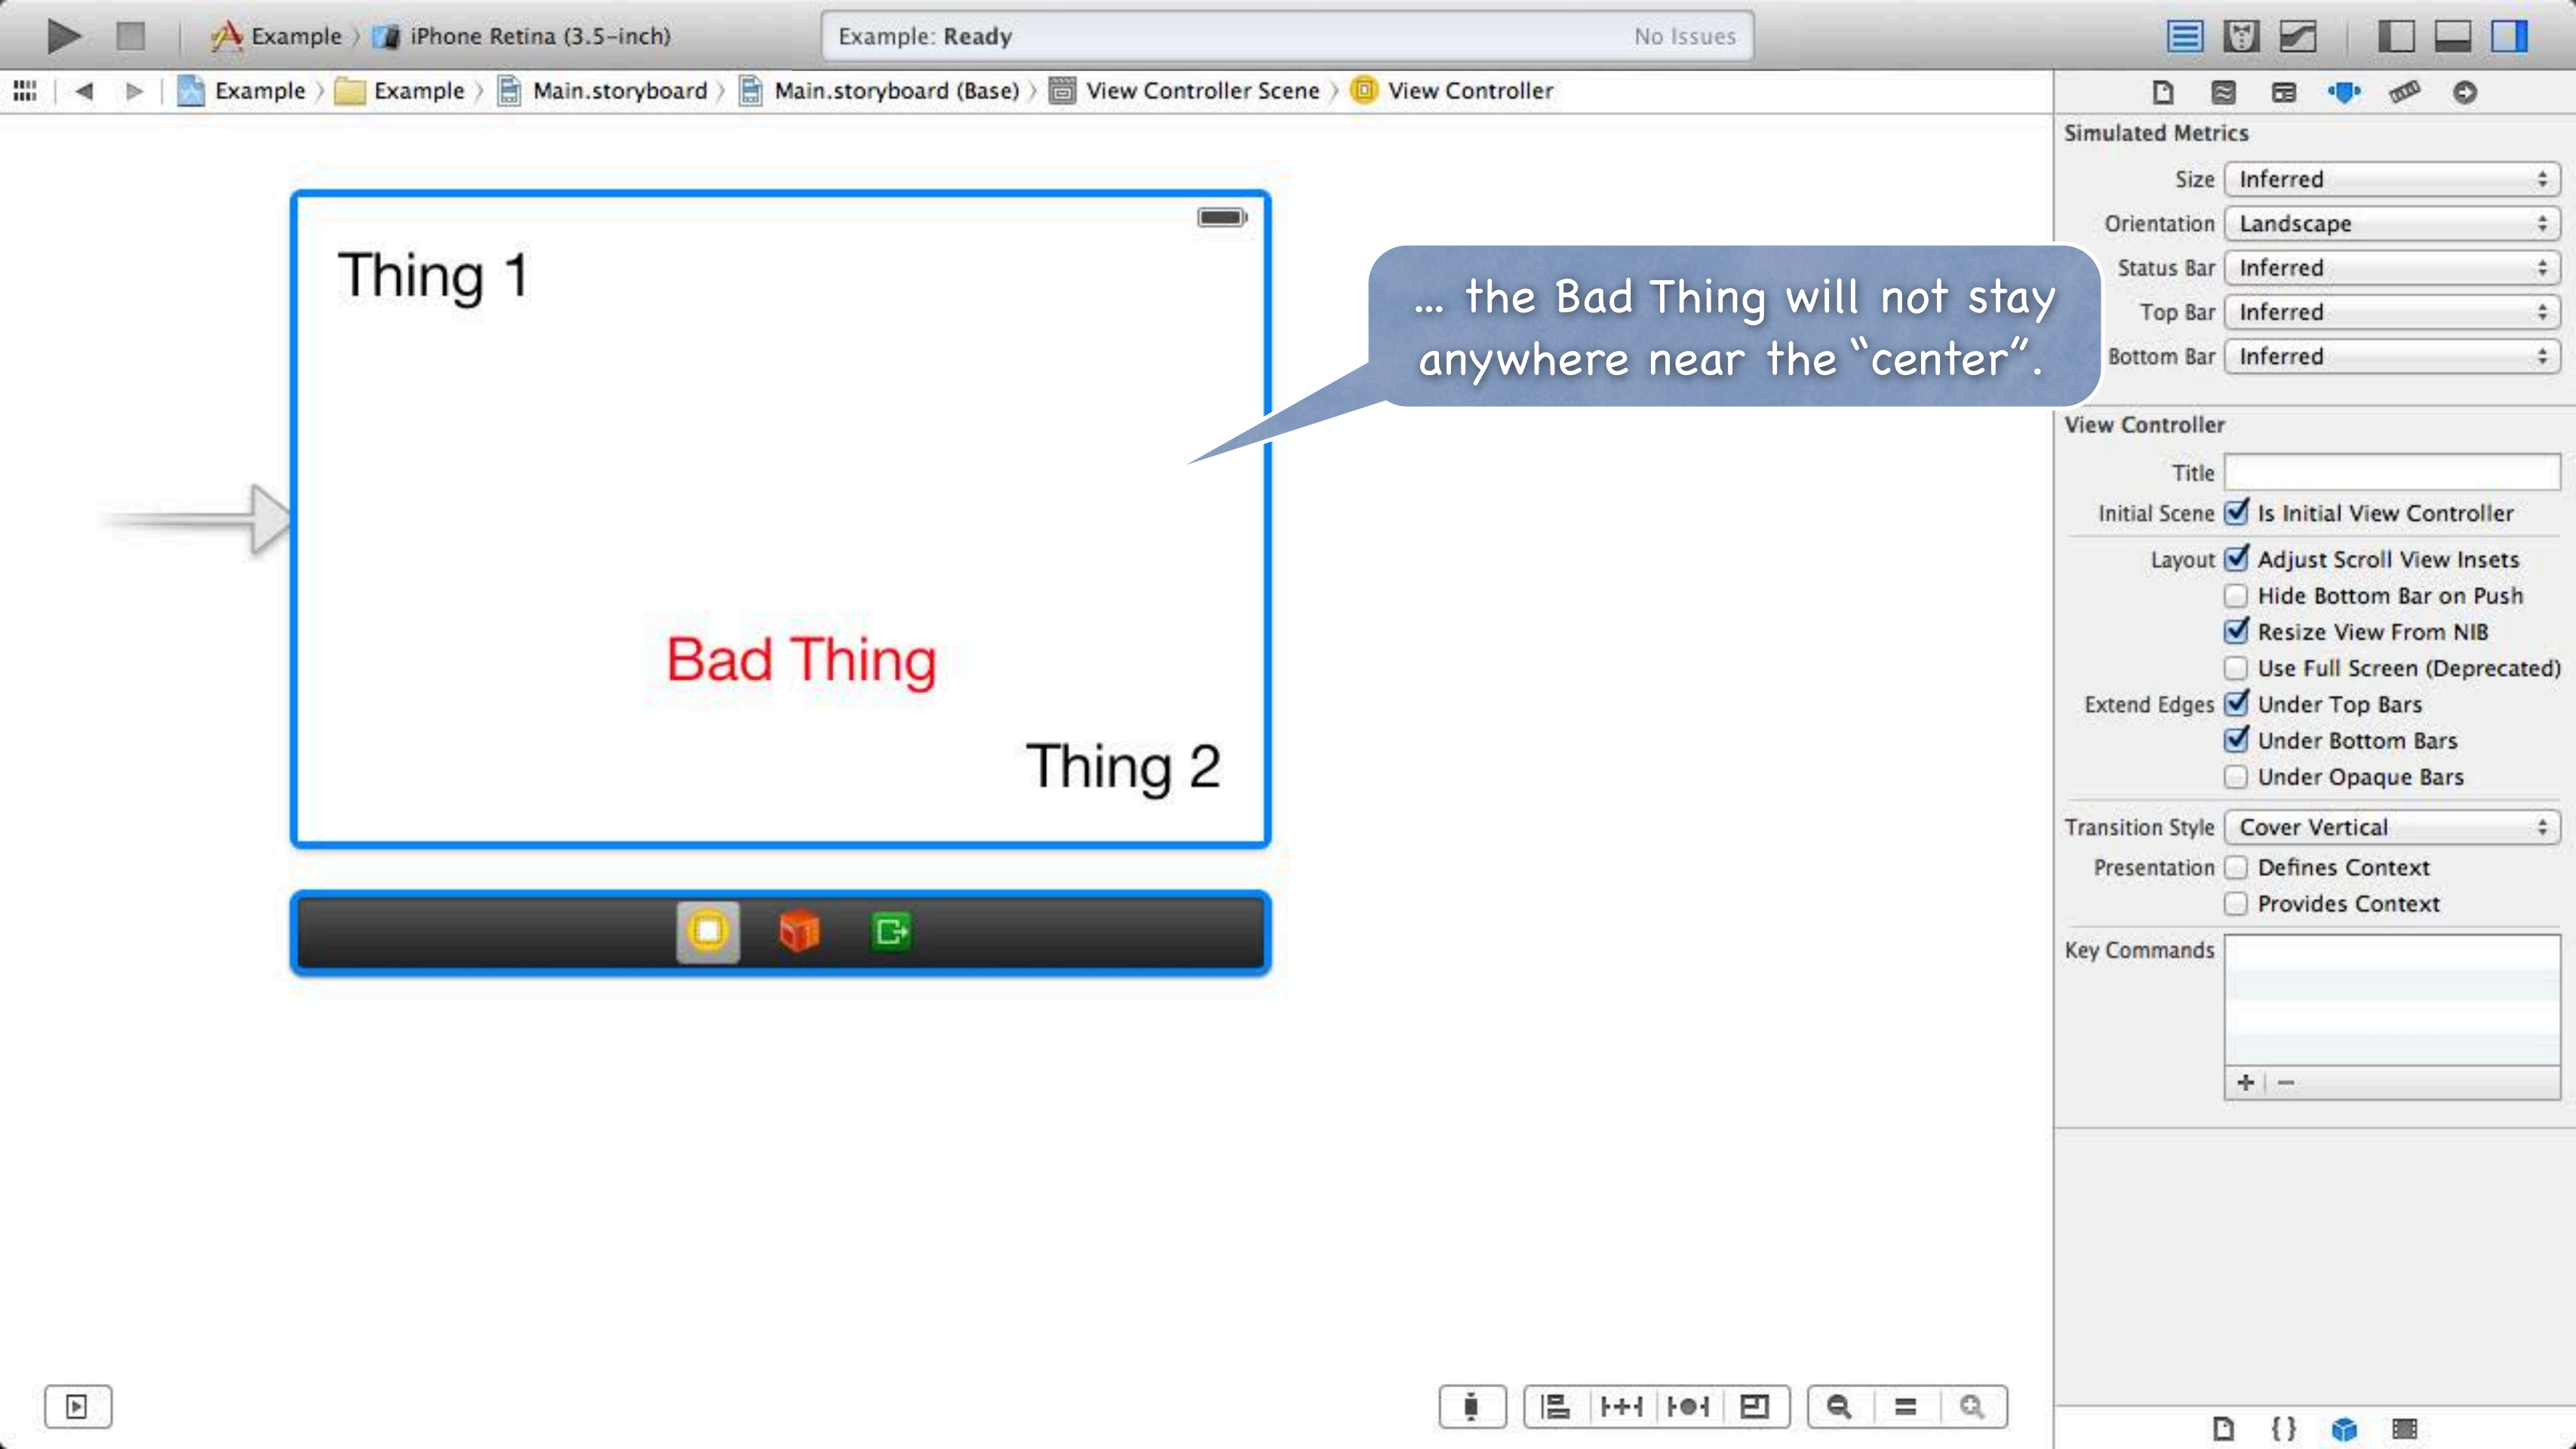 Example
iPhone Retina (3.5-inch)
Example: Ready
No Issues
Example
Example
Main.storyboard
Main.storyboard (Base)
View Controller Scene
View Controller
Thing 1
… the Bad Thing will not stay
anywhere near the “center”.
Bad Thing
Thing 2
Simulated Metrics
Size Inferred
Orientation Landscape
Status Bar Inferred
Top Bar Inferred
Bottom Bar Inferred
View Controller
Title
Initial Scene Is Initial View Controller
Layout Adjust Scroll View Insets
Hide Bottom Bar on Push
Resize View From NIB
Use Full Screen (Deprecated)
Extend Edges Under Top Bars
Under Bottom Bars
Under Opaque Bars
Transition Style Cover Vertical
Presentation Defines Context
Provides Context
Key Commands